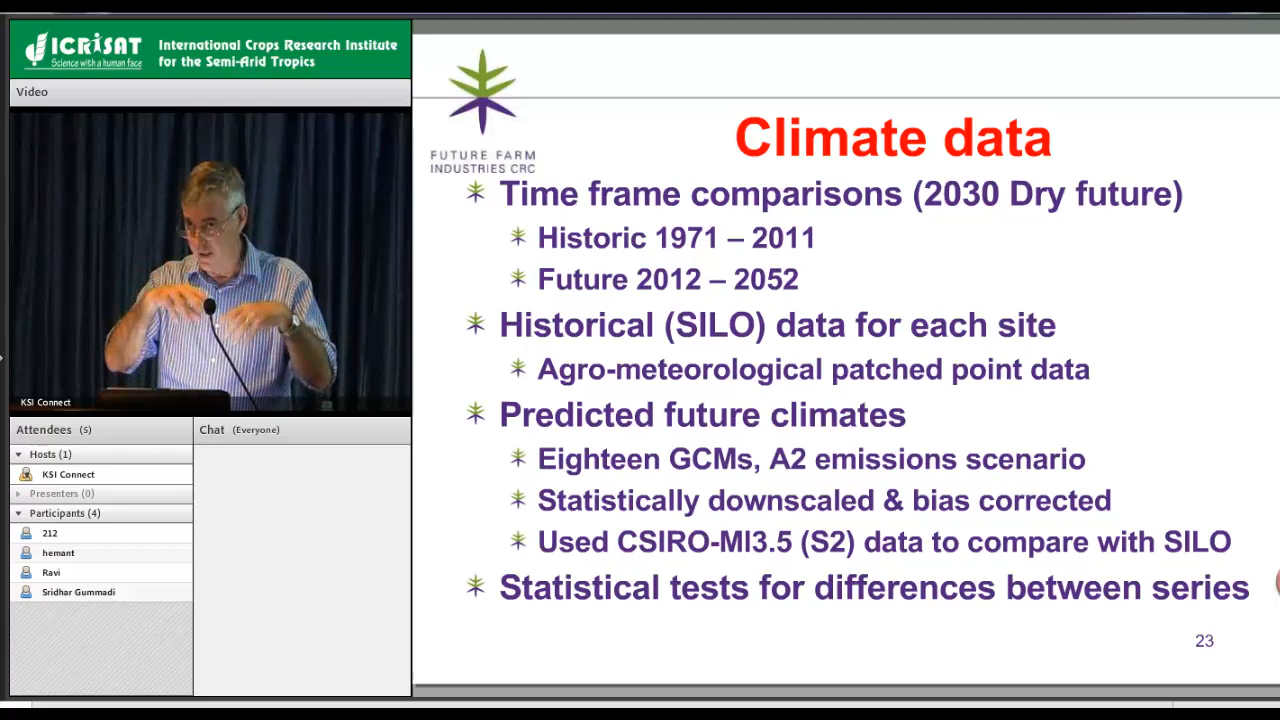 ICRISAT
Science with a human face
International Crops Research Institute
for the Semi-Arid Tropics
Video
KSI Connect
Attendees (5)
Hosts (1)
KSI Connect
Presenters (0)
Participants (4)
212
hemant
Ravi
Sridhar Gummadi
Chat (Everyone)
FUTURE FARM
INDUSTRIES CRC
Climate data
Time frame comparisons (2030 Dry future)
Historic 1971 – 2011
Future 2012 – 2052
Historical (SILO) data for each site
Agro-meteorological patched point data
Predicted future climates
Eighteen GCMs, A2 emissions scenario
Statistically downscaled & bias corrected
Used CSIRO-MI3.5 (S2) data to compare with SILO
Statistical tests for differences between series
23